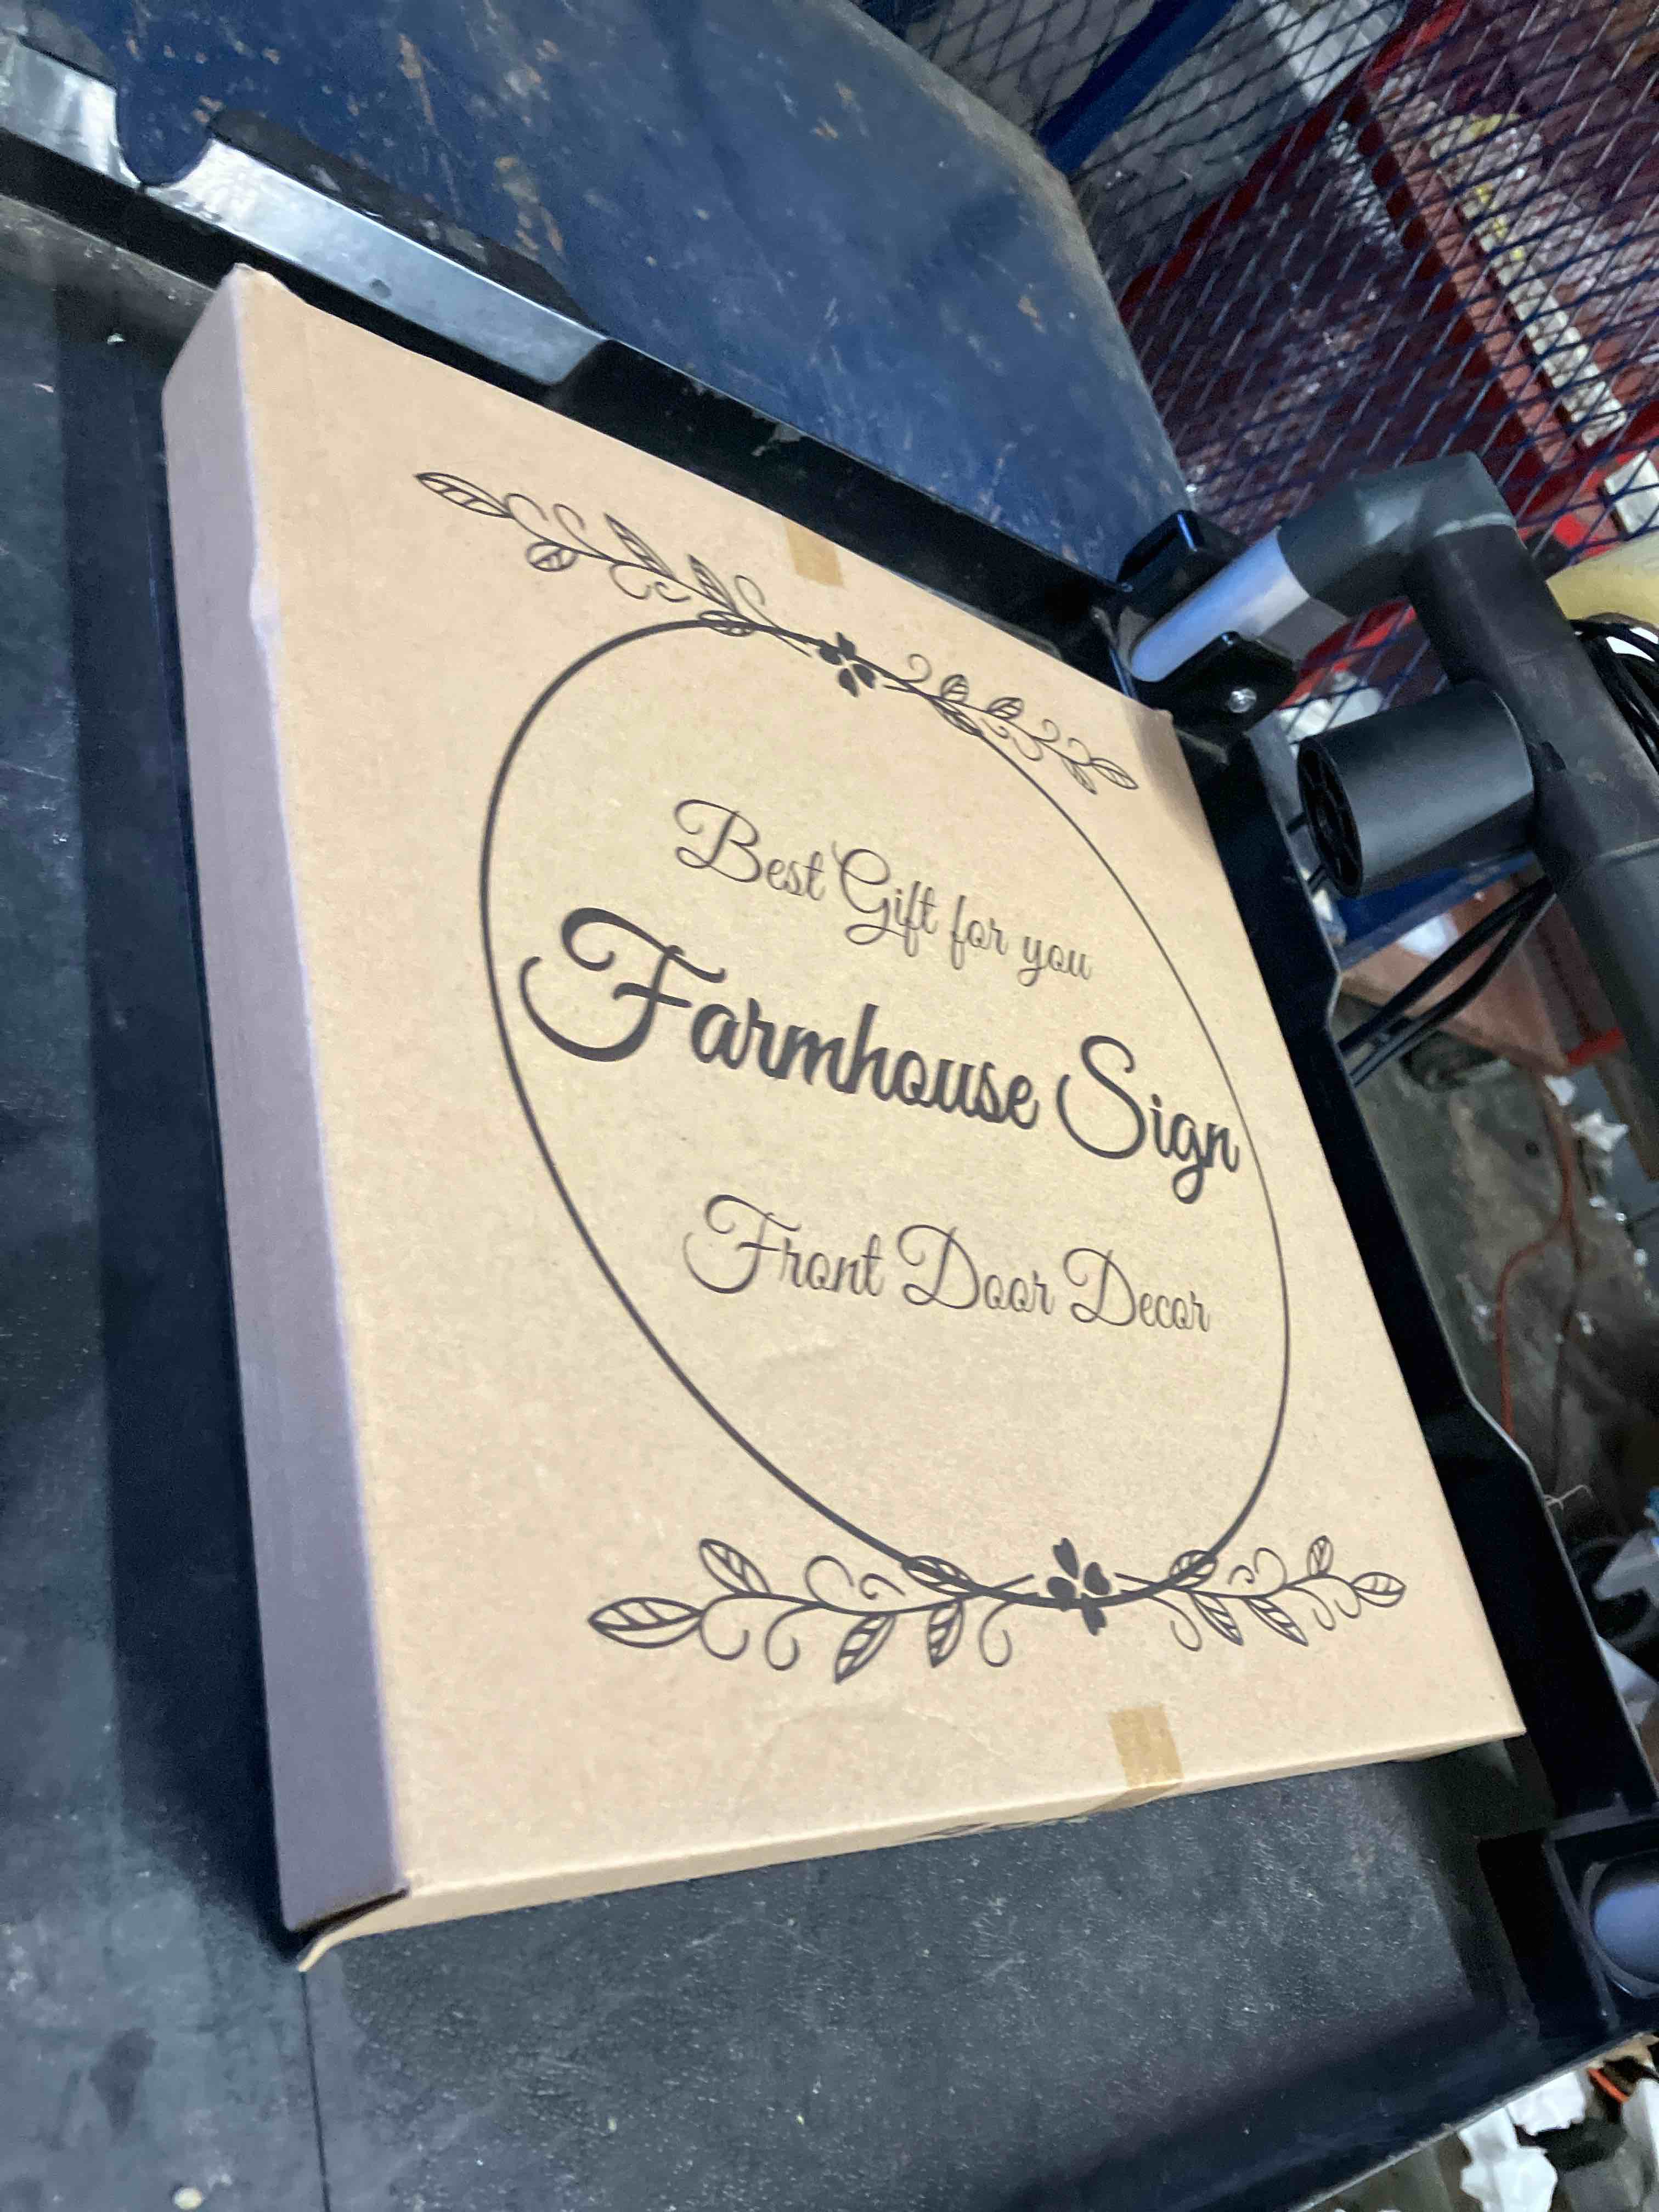 Best Gift for you
Farmhouse Sign
Front Door Decor